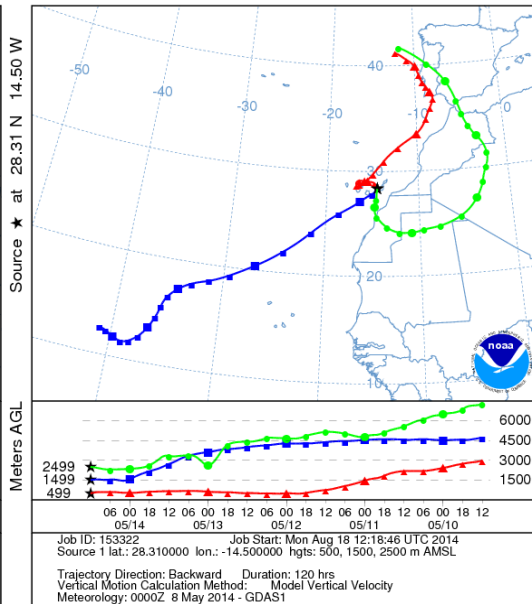 Source ★ at 28.31 N 14.50 W
-50
-40
-30
-20
-10
0
40
30
20
10
noaa
Meters AGL
2499
1499
499
6000
4500
3000
1500
06 00 18 12 06 00 18 12 06 00 18 12 06 00 18 12 06 00 18 12
05/14 05/13 05/12 05/11 05/10
Job ID: 153322 Job Start: Mon Aug 18 12:18:46 UTC 2014
Source 1 lat.: 28.310000 lon.: -14.500000 hgts: 500, 1500, 2500 m AMSL
Trajectory Direction: Backward Duration: 120 hrs
Vertical Motion Calculation Method: Model Vertical Velocity
Meteorology: 0000Z 8 May 2014 - GDAS1